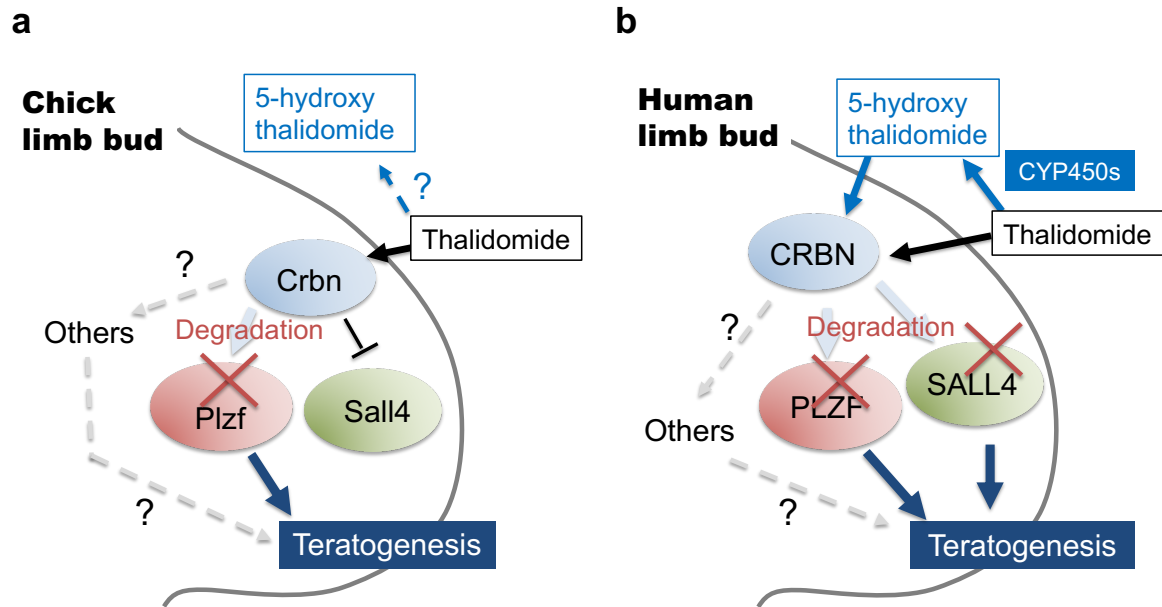 a
Chick
limb bud
5-hydroxy
thalidomide
?
Thalidomide
Crbn
?
Others
Degradation
Plzf
Sall4
?
Teratogenesis
b
Human
limb bud
5-hydroxy
thalidomide
CYP450s
Thalidomide
CRBN
?
Degradation
PLZF
SALL4
Others
?
Teratogenesis